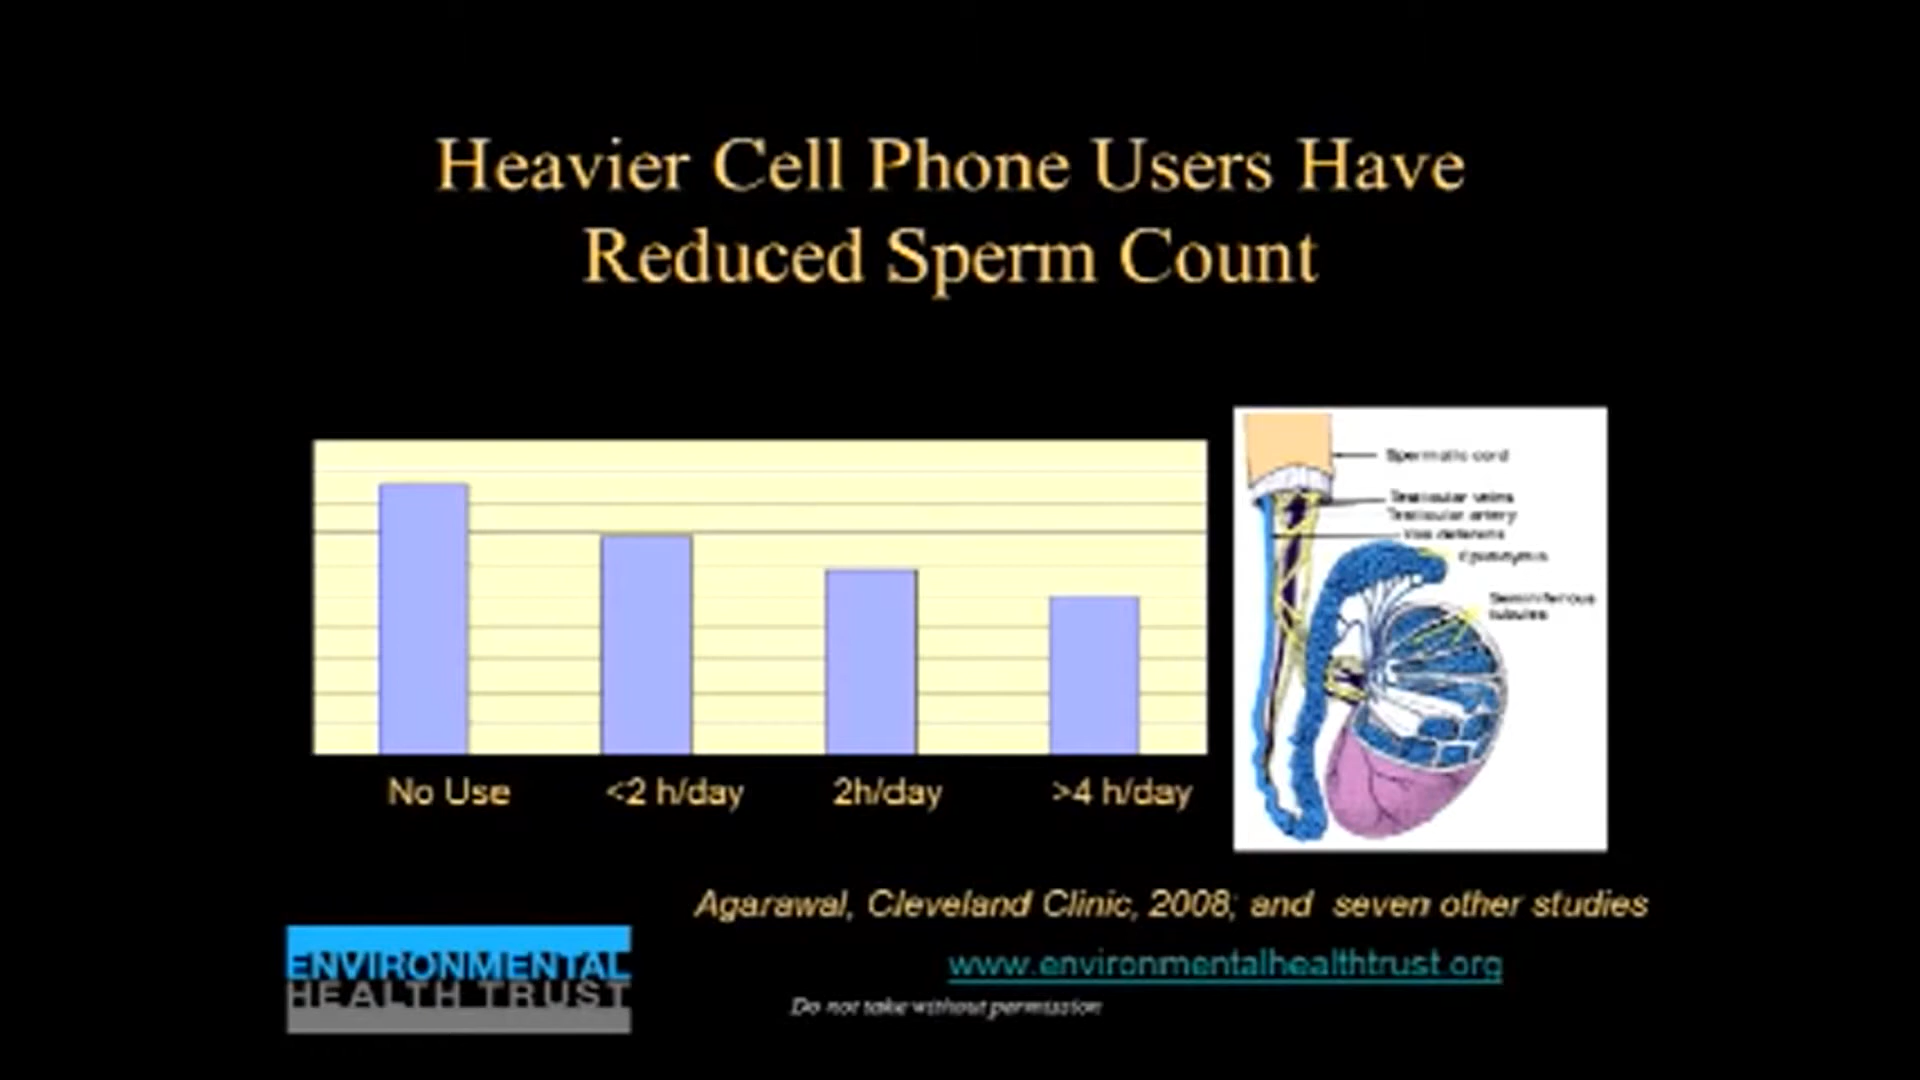 Heavier Cell Phone Users Have
Reduced Sperm Count
Spermatic cord
Testicular veins
Testicular artery
Vas deferens
Seminiferous
tubules
No Use <2 h/day 2h/day >4 h/day
Agarawal, Cleveland Clinic, 2008; and seven other studies
ENVIRONMENTAL
HEALTH TRUST
www.environmentalhealthtrust.org
Do not take without permission